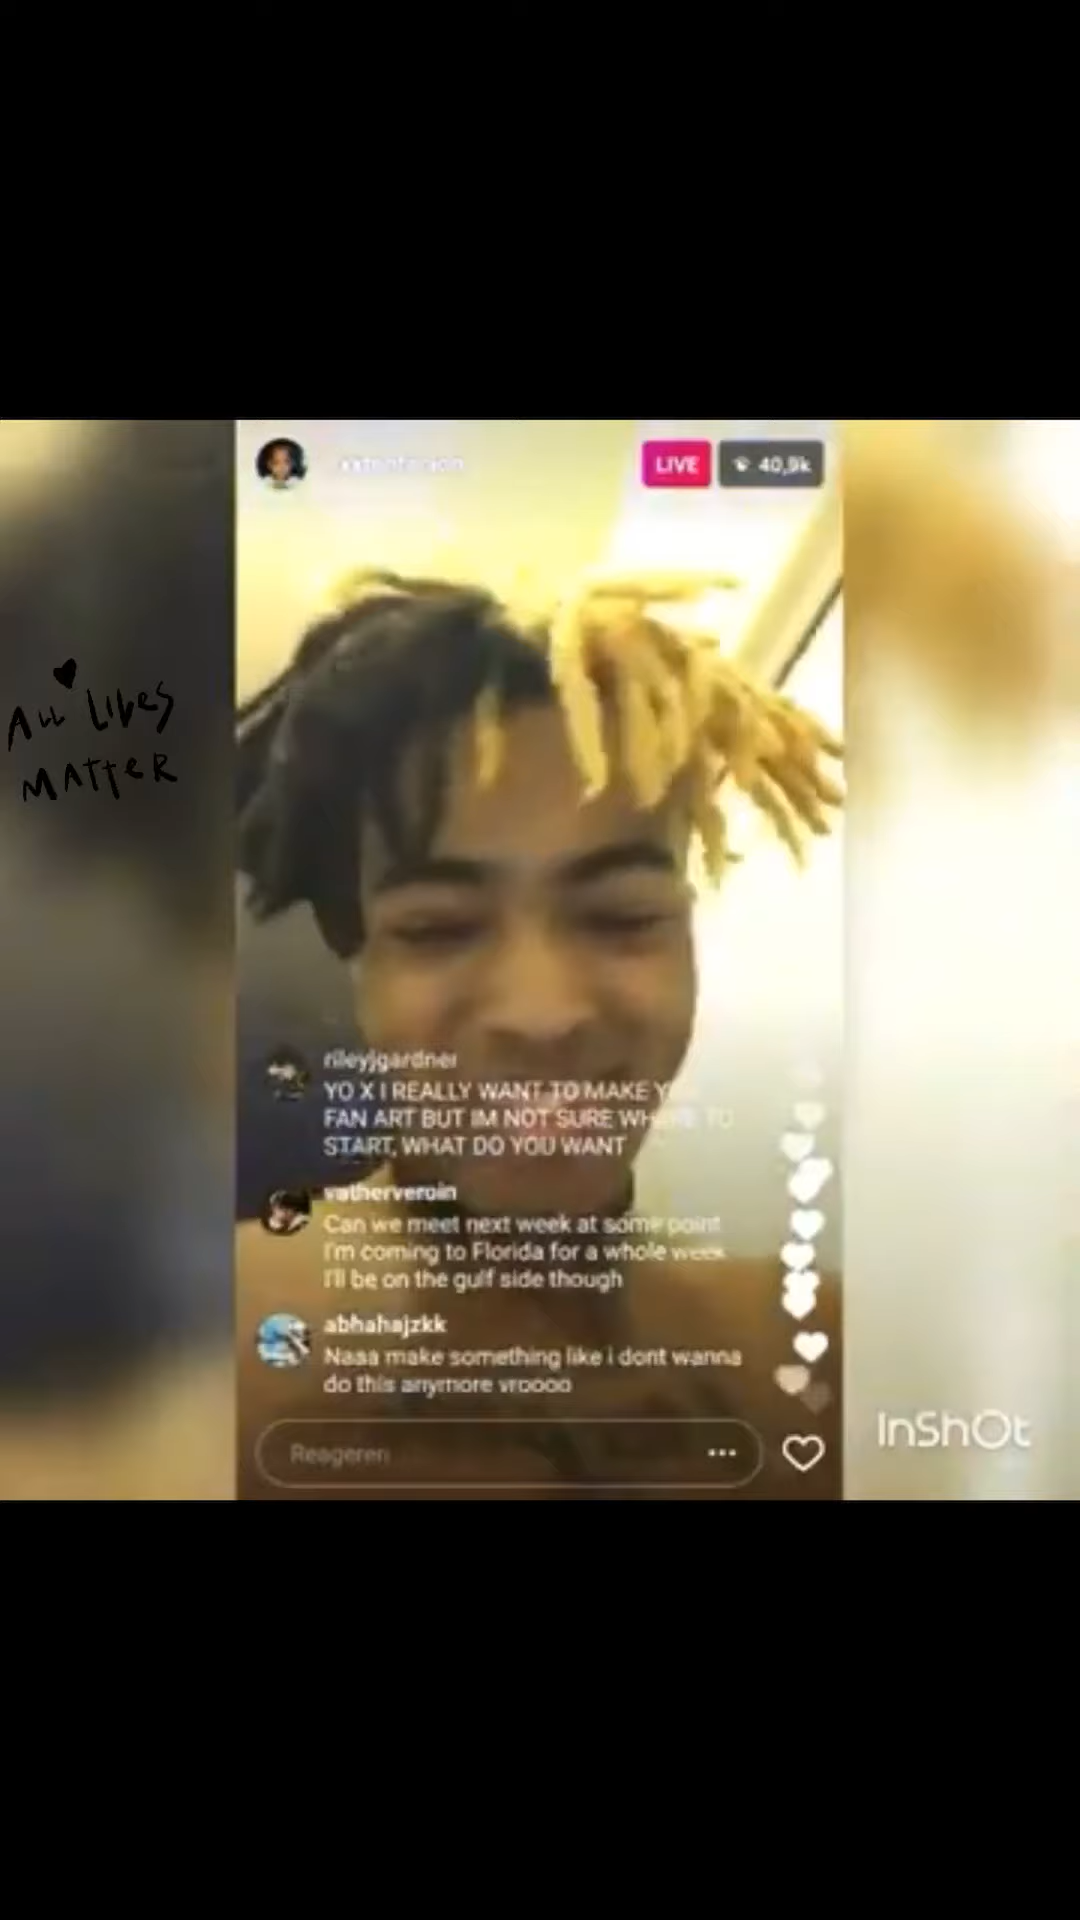 LIVE
40,9k
ALL LIVES
MATTER
rileyjgardner
YO X I REALLY WANT TO MAKE
FAN ART BUT IM NOT SURE WHERE TO
START, WHAT DO YOU WANT
vatherveroin
Can we meet next week at some point
I'm coming to Florida for a whole week
I'll be on the gulf side though
abhahajzkk
Naaa make something like i dont wanna
do this anymore vroooo
Reageren
InShOt